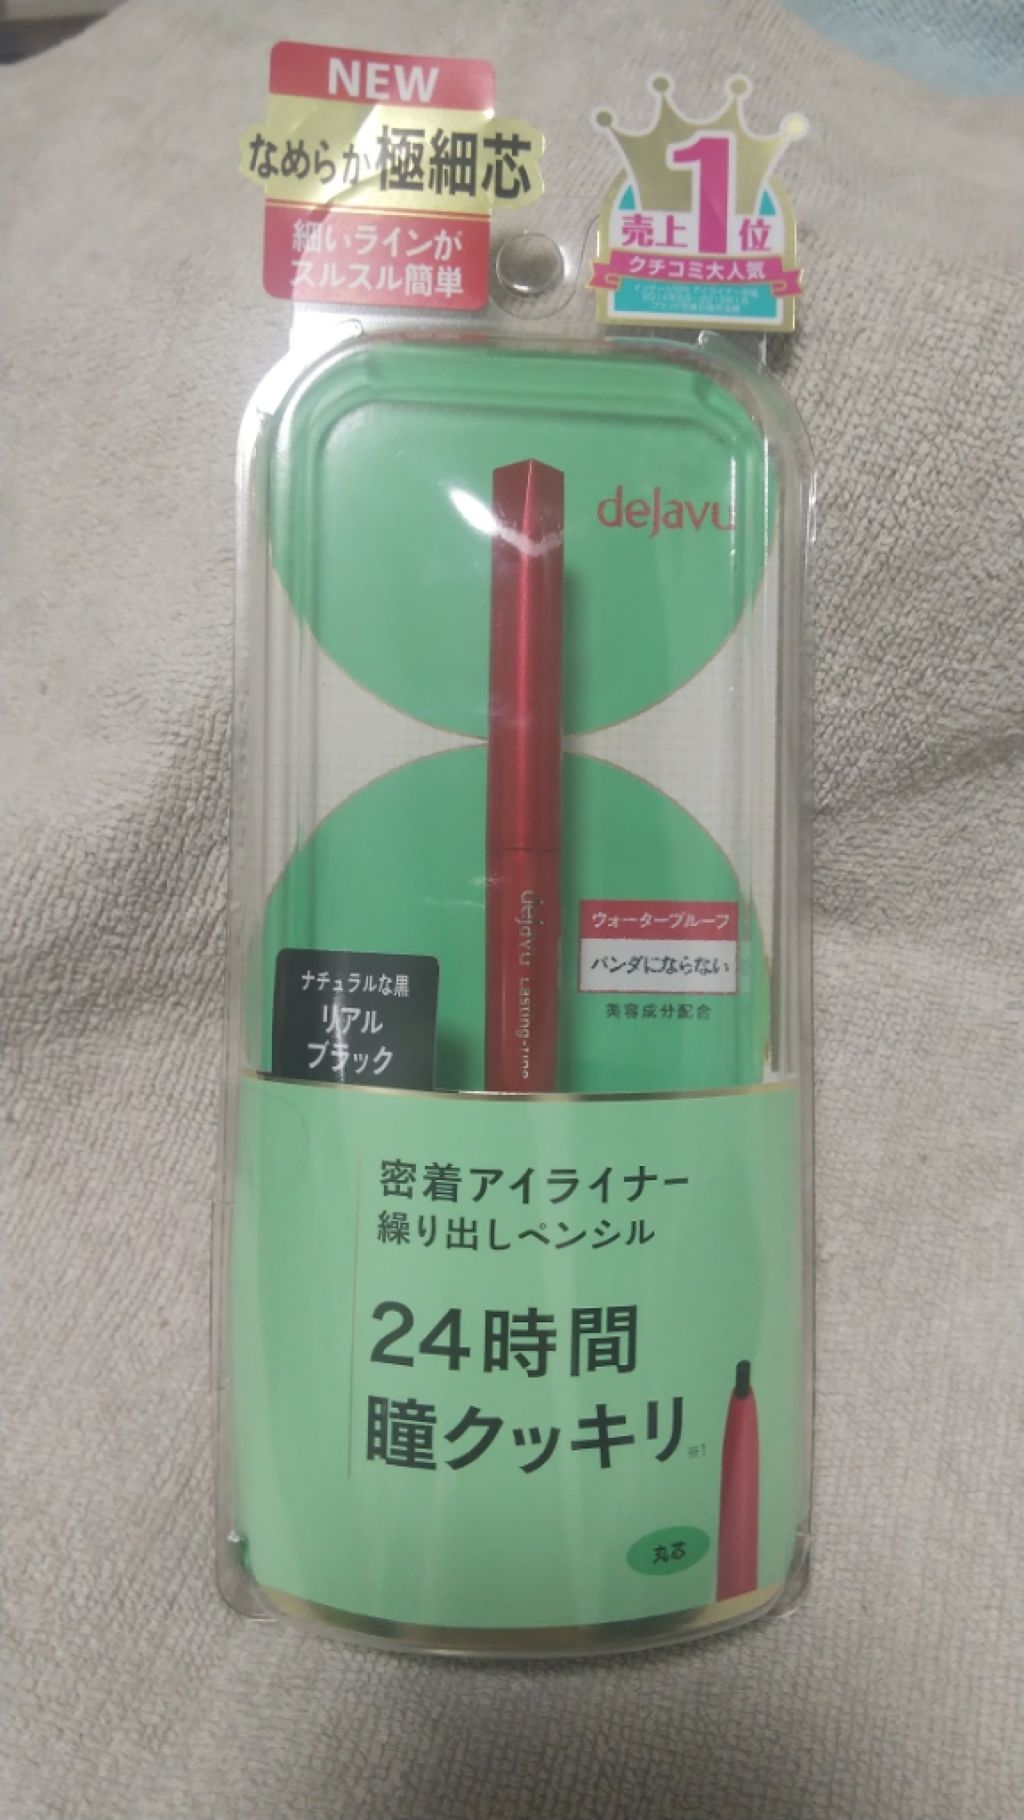 NEW
なめらか極細芯
細いラインが
スルスル簡単
売上1位
クチコミ大人気
dejavu
dejavu Lasting-fine
ウォータープルーフ
パンダにならない
美容成分配合
ナチュラルな黒
リアル
ブラック
密着アイライナー
繰り出しペンシル
24時間
瞳クッキリ※1
丸芯